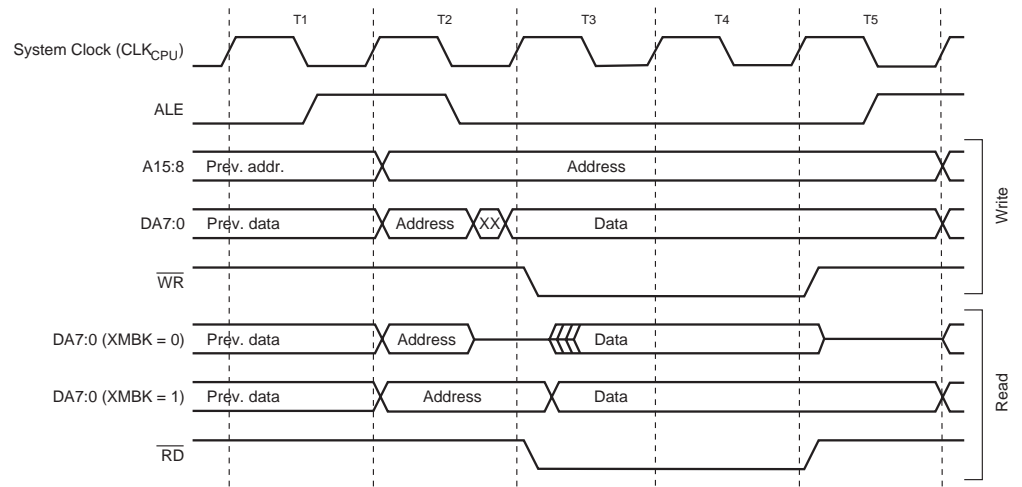 T1 T2 T3 T4 T5
System Clock (CLKCPU)
ALE
A15:8 Prev. addr. Address
DA7:0 Prev. data Address XX Data
WR
Write
DA7:0 (XMBK = 0) Prev. data Address Data
DA7:0 (XMBK = 1) Prev. data Address Data
RD
Read